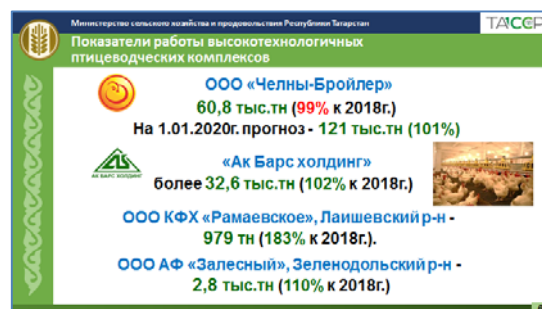 Министерство сельского хозяйства и продовольствия Республики Татарстан
ТАССР
Показатели работы высокотехнологичных
птицеводческих комплексов
ООО «Челны-Бройлер»
60,8 тыс.тн (99% к 2018г.)
На 1.01.2020г. прогноз - 121 тыс.тн (101%)
АК БАРС ХОЛДИНГ
«Ак Барс холдинг»
более 32,6 тыс.тн (102% к 2018г.)
ООО КФХ «Рамаевское», Лаишевский р-н -
979 тн (183% к 2018г.).
ООО АФ «Залесный», Зеленодольский р-н -
2,8 тыс.тн (110% к 2018г.)